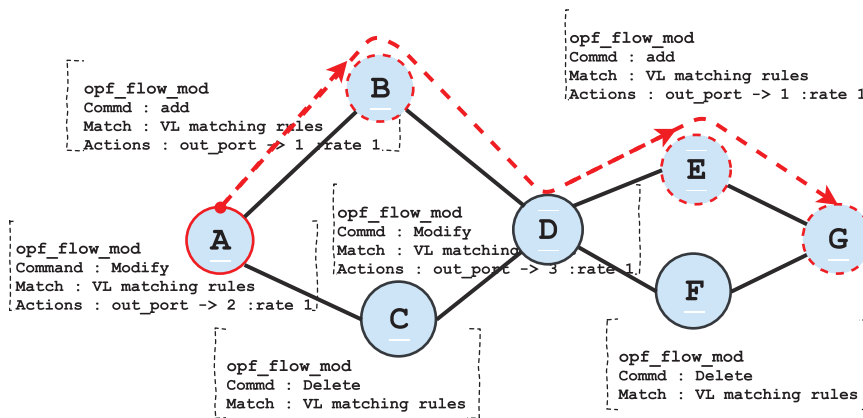 opf_flow_mod
Commd : add
Match : VL matching rules
Actions : out_port -> 1 :rate 1
B
opf_flow_mod
Commd : add
Match : VL matching rules
Actions : out_port -> 1 :rate 1
E
A
opf_flow_mod
Command : Modify
Match : VL matching rules
Actions : out_port -> 2 :rate 1
opf_flow_mod
Commd : Modify
Match : VL matching
Actions : out_port -> 3 :rate 1
D
G
C
F
opf_flow_mod
Commd : Delete
Match : VL matching rules
opf_flow_mod
Commd : Delete
Match : VL matching rules